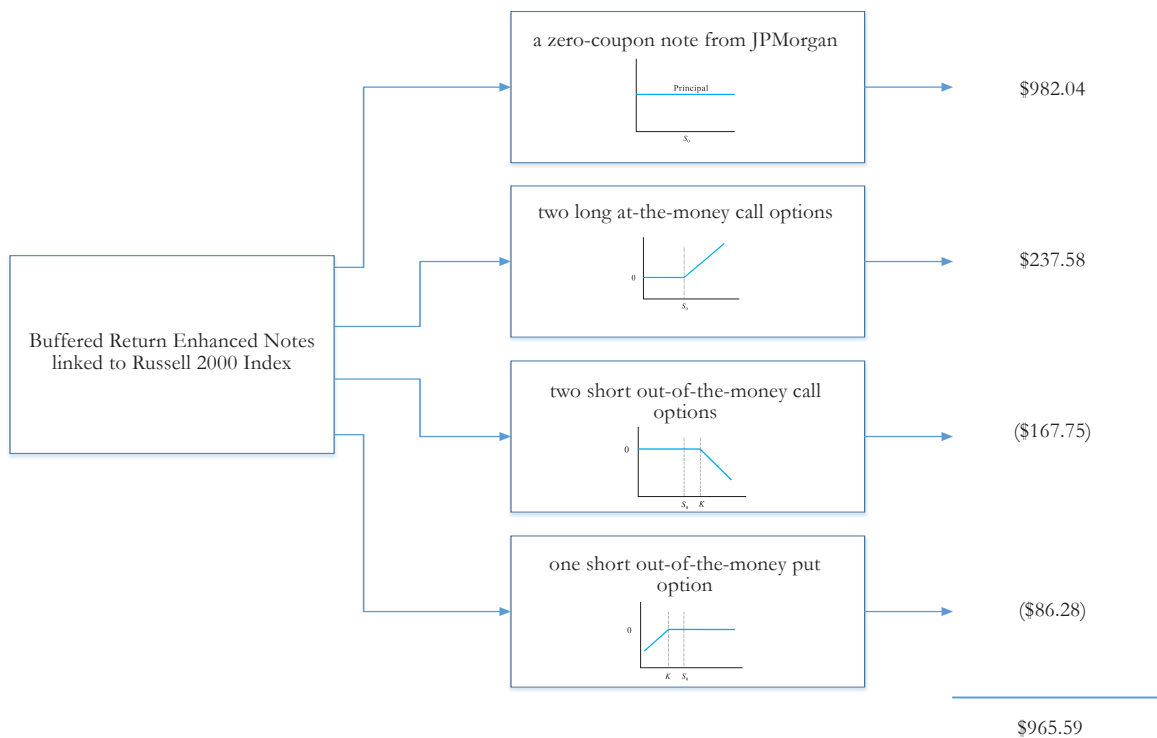 a zero-coupon note from JPMorgan
Principal
S₀
$982.04
two long at-the-money call options
0
S₀
$237.58
Buffered Return Enhanced Notes
linked to Russell 2000 Index
two short out-of-the-money call
options
0
S₀ K
($167.75)
one short out-of-the-money put
option
0
K S₀
($86.28)
$965.59